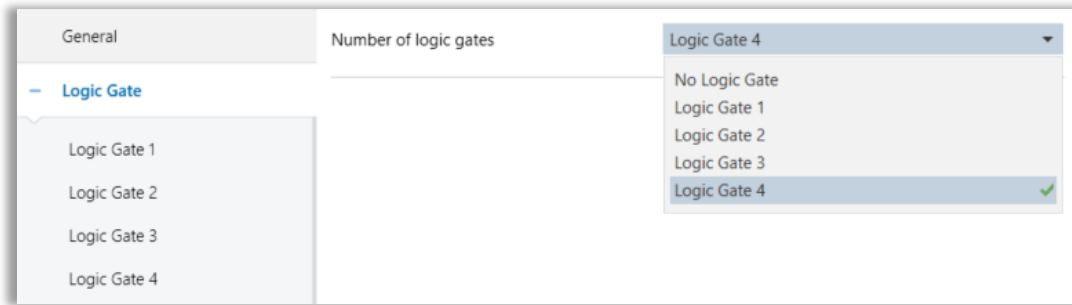 General
Logic Gate
Logic Gate 1
Logic Gate 2
Logic Gate 3
Logic Gate 4
Number of logic gates
Logic Gate 4
No Logic Gate
Logic Gate 1
Logic Gate 2
Logic Gate 3
Logic Gate 4